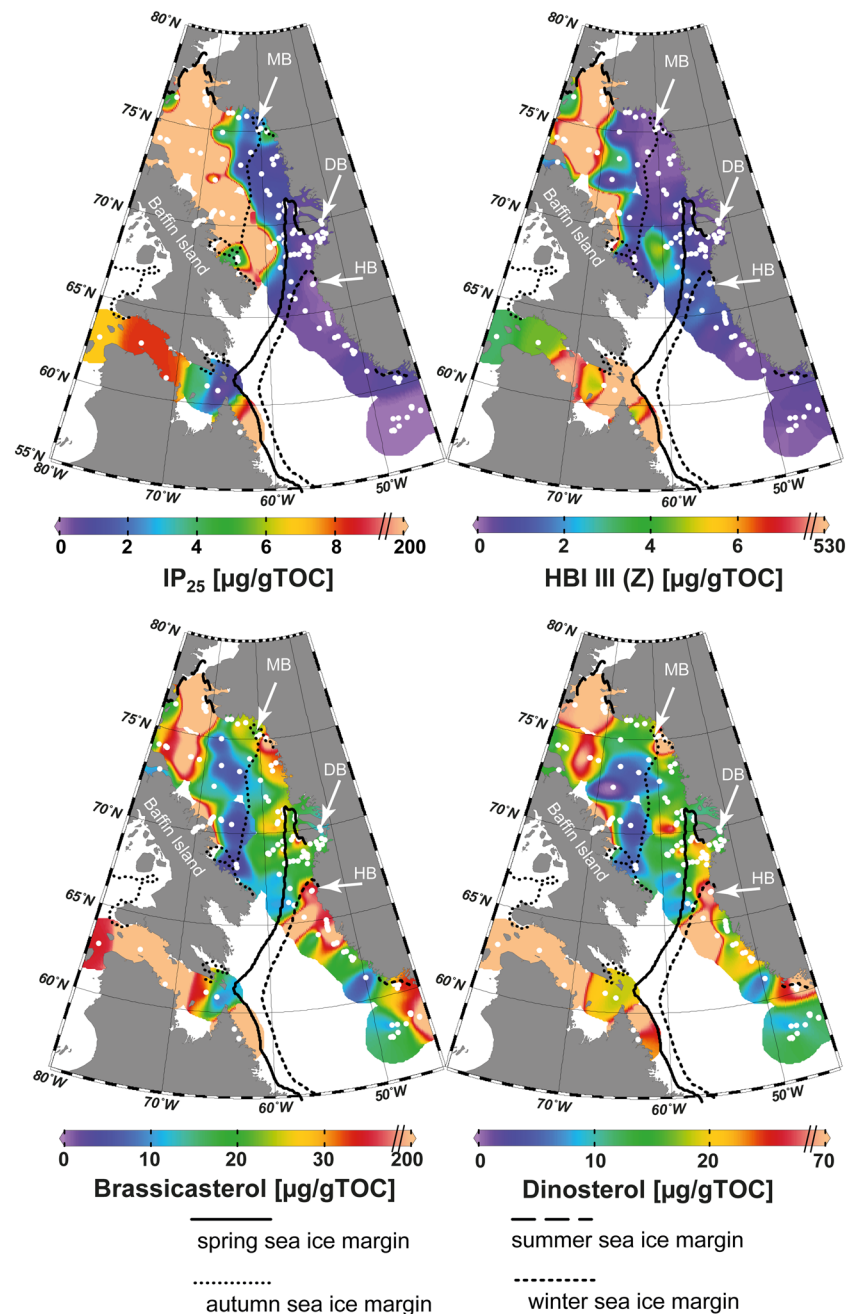 80°N
80°N
MB
MB
75°N
75°N
DB
DB
70°N
70°N
Baffin Island
Baffin Island
HB
HB
65°N
65°N
60°N
60°N
55°N
80°W
70°W
60°W
50°W
80°W
70°W
60°W
50°W
0 2 4 6 8 200
0 2 4 6 530
IP25 [µg/gTOC]
HBI III (Z) [µg/gTOC]
80°N
80°N
MB
MB
75°N
75°N
DB
DB
70°N
70°N
Baffin Island
Baffin Island
HB
HB
65°N
65°N
60°N
60°N
80°W
70°W
60°W
50°W
80°W
70°W
60°W
50°W
0 10 20 30 200
0 10 20 70
Brassicasterol [µg/gTOC]
Dinosterol [µg/gTOC]
spring sea ice margin
summer sea ice margin
autumn sea ice margin
winter sea ice margin